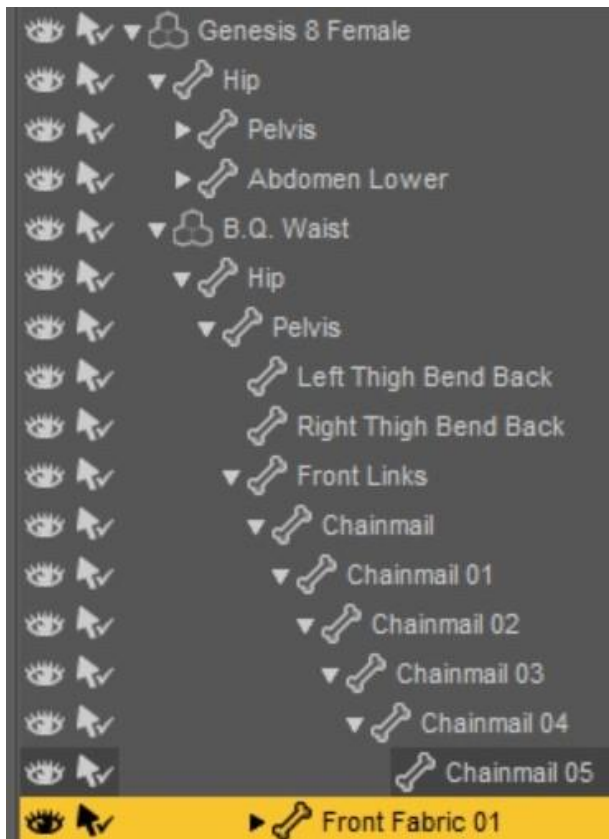 Genesis 8 Female
Hip
Pelvis
Abdomen Lower
B.Q. Waist
Hip
Pelvis
Left Thigh Bend Back
Right Thigh Bend Back
Front Links
Chainmail
Chainmail 01
Chainmail 02
Chainmail 03
Chainmail 04
Chainmail 05
Front Fabric 01